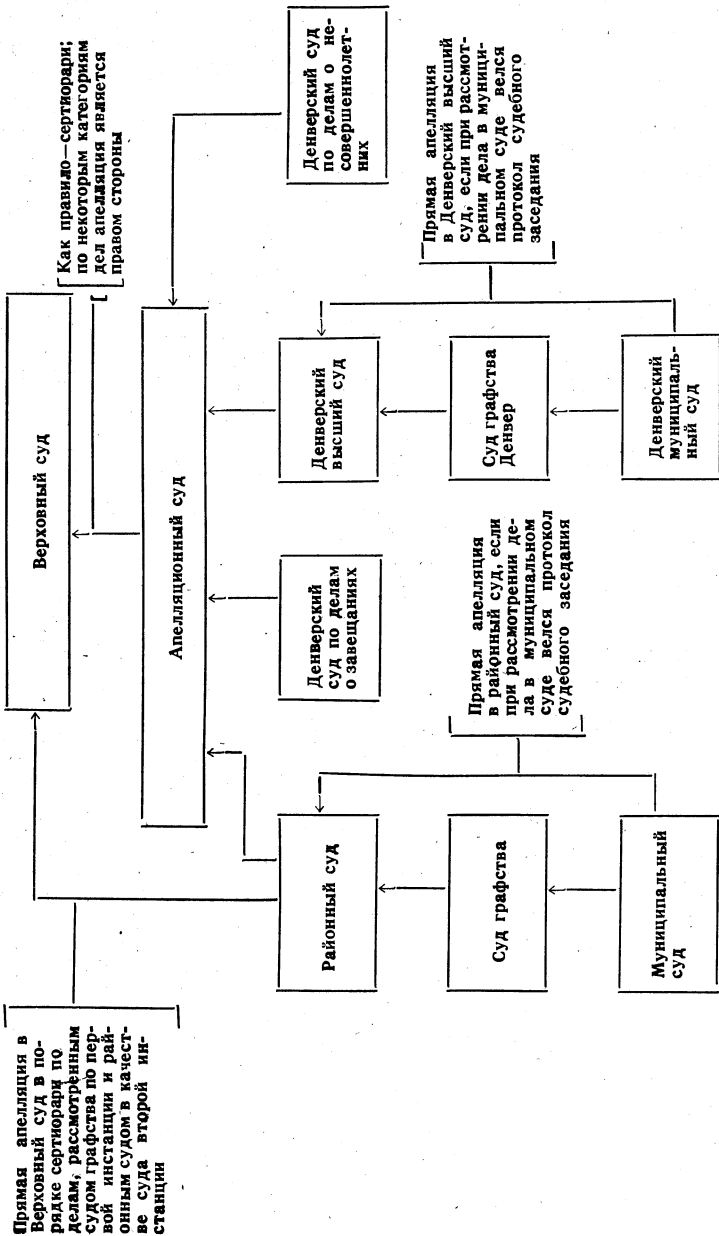 Прямая апелляция в
Верховный суд в по-
рядке сертиорари по
делам, рассмотренным
судом графства по пер-
вой инстанции и рай-
онным судом в качест-
ве суда второй ин-
станции
Верховный суд
Как правило—сертиорари;
по некоторым категориям
дел апелляция является
правом стороны
Апелляционный суд
Районный суд
Денверский
суд по делам
о завещаниях
Денверский
высший суд
Денверский суд
по делам о не-
совершеннолет-
них
Суд графства
Прямая апелляция
в районный суд, если
при рассмотрении де-
ла в муниципальном
суде велся протокол
судебного заседания
Суд графства
Денвер
Прямая апелляция
в Денверский высший
суд, если при рассмот-
рении дела в муници-
пальном суде велся
протокол судебного
заседания
Муниципальный
суд
Денверский
муниципаль-
ный суд